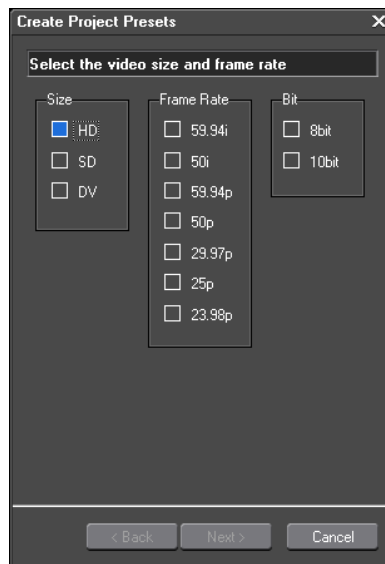 Create Project Presets
Select the video size and frame rate
Size
HD
SD
DV
Frame Rate
59.94i
50i
59.94p
50p
29.97p
25p
23.98p
Bit
8bit
10bit
< Back
Next >
Cancel